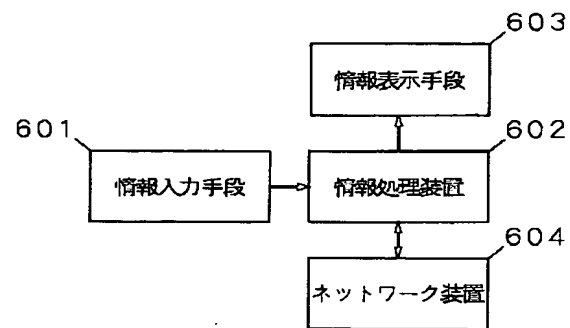 603
情報表示手段
601
602
情報入力手段
情報処理装置
604
ネットワーク装置